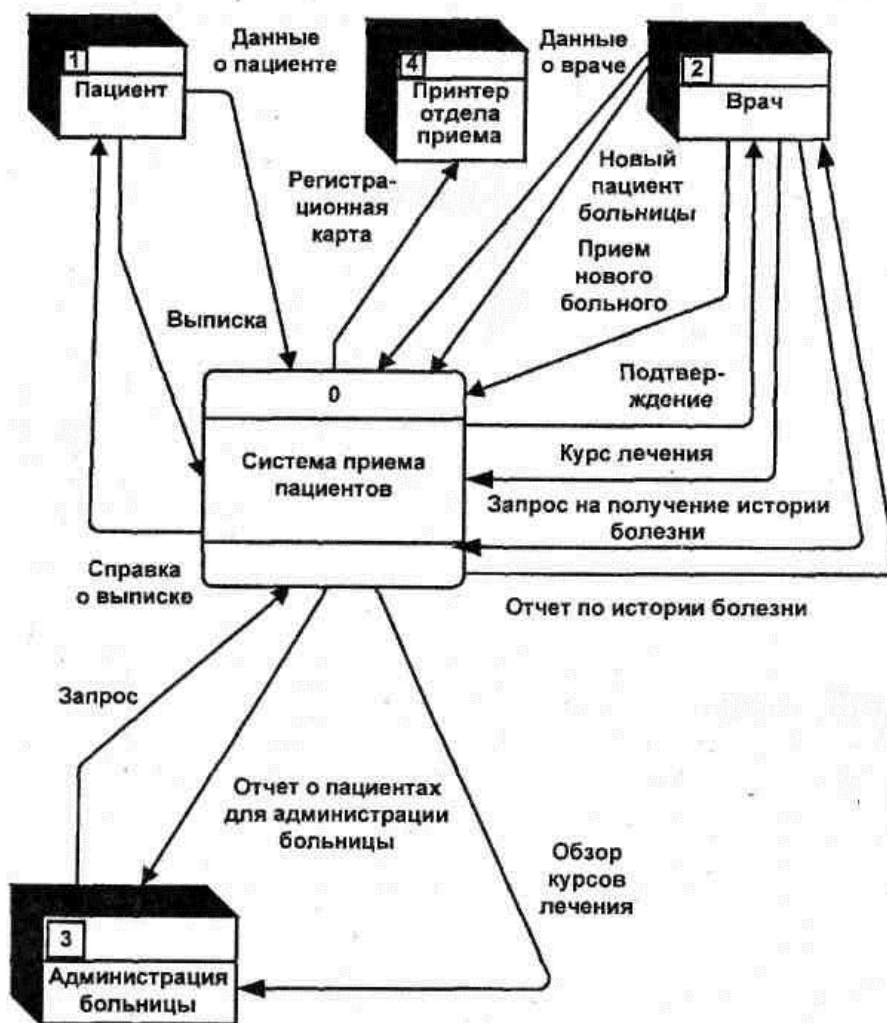 1
Пациент
Данные
о пациенте
4
Принтер
отдела
приема
Данные
о враче
2
Врач
Регистра-
ционная
карта
Новый
пациент
больницы
Прием
нового
больного
Выписка
0
Система приема
пациентов
Подтвер-
ждение
Курс лечения
Запрос на получение истории
болезни
Справка
о выписке
Отчет по истории болезни
Запрос
Отчет о пациентах
для администрации
больницы
Обзор
курсов
лечения
3
Администрация
больницы